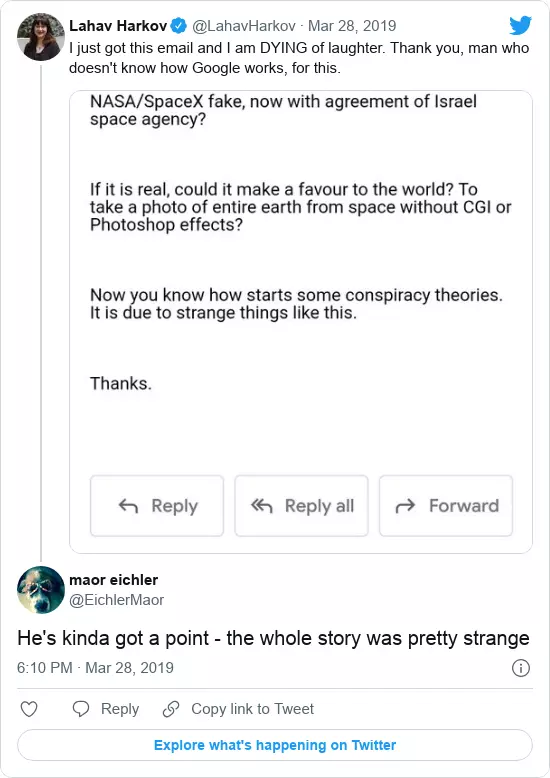 Lahav Harkov @LahavHarkov · Mar 28, 2019
I just got this email and I am DYING of laughter. Thank you, man who
doesn't know how Google works, for this.
NASA/SpaceX fake, now with agreement of Israel
space agency?
If it is real, could it make a favour to the world? To
take a photo of entire earth from space without CGI or
Photoshop effects?
Now you know how starts some conspiracy theories.
It is due to strange things like this.
Thanks.
Reply Reply all Forward
maor eichler
@EichlerMaor
He's kinda got a point - the whole story was pretty strange
6:10 PM · Mar 28, 2019
Reply Copy link to Tweet
Explore what's happening on Twitter